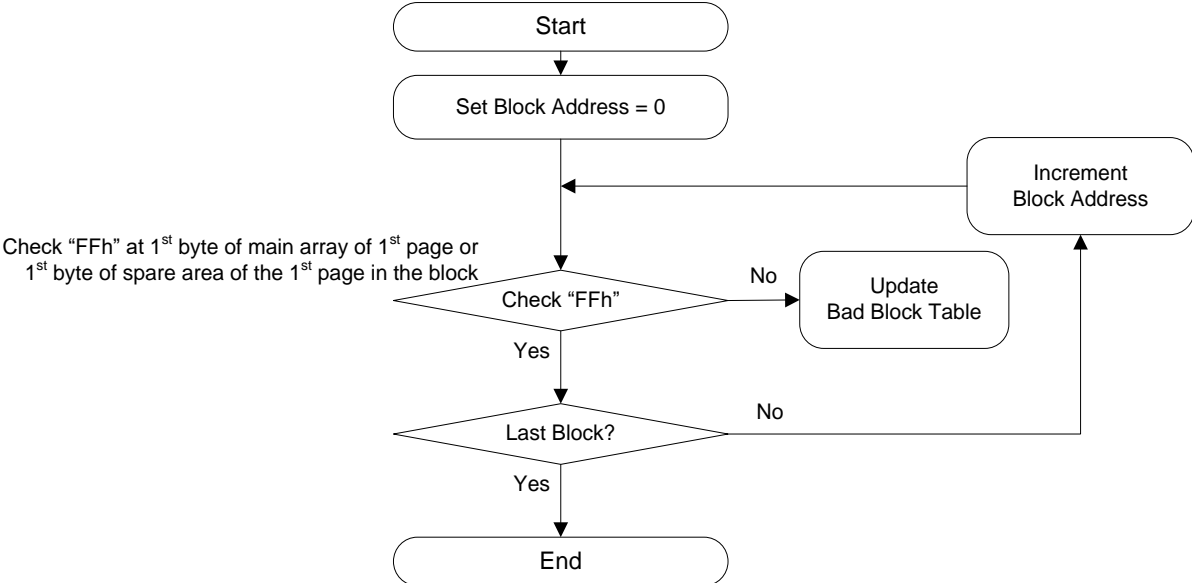 Start
Set Block Address = 0
Increment
Block Address
Check “FFh” at 1st byte of main array of 1st page or
1st byte of spare area of the 1st page in the block
Check “FFh”
No
Update
Bad Block Table
Yes
Last Block?
No
Yes
End